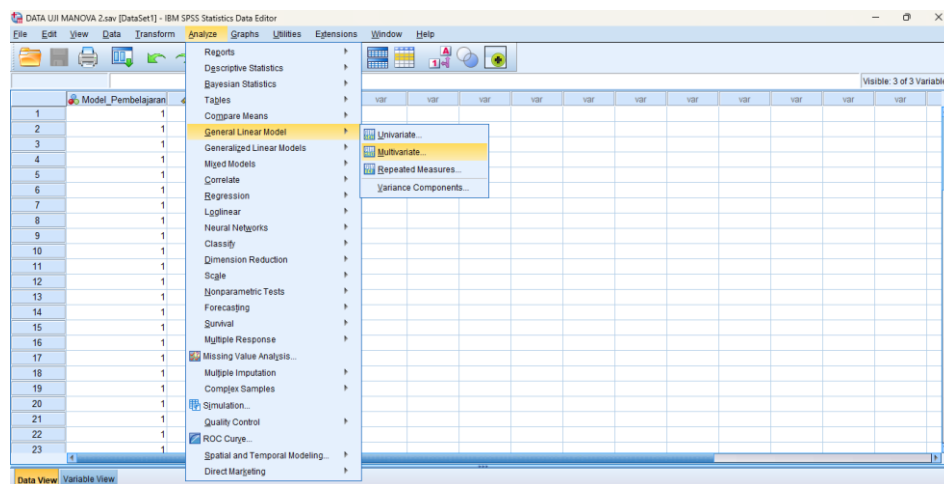 DATA UJI MANOVA 2.sav [DataSet1] - IBM SPSS Statistics Data Editor
File Edit View Data Transform Analyze Graphs Utilities Extensions Window Help
Visible: 3 of 3 Variable
Model_Pembelajaran var var var var var var var var var var var
Reports
Descriptive Statistics
Bayesian Statistics
Tables
Compare Means
General Linear Model
Generalized Linear Models
Mixed Models
Correlate
Regression
Loglinear
Neural Networks
Classify
Dimension Reduction
Scale
Nonparametric Tests
Forecasting
Survival
Multiple Response
Missing Value Analysis...
Multiple Imputation
Complex Samples
Simulation...
Quality Control
ROC Curve...
Spatial and Temporal Modeling...
Direct Marketing
Univariate...
Multivariate...
Repeated Measures...
Variance Components...
1 1
2 1
3 1
4 1
5 1
6 1
7 1
8 1
9 1
10 1
11 1
12 1
13 1
14 1
15 1
16 1
17 1
18 1
19 1
20 1
21 1
22 1
23 1
Data View Variable View